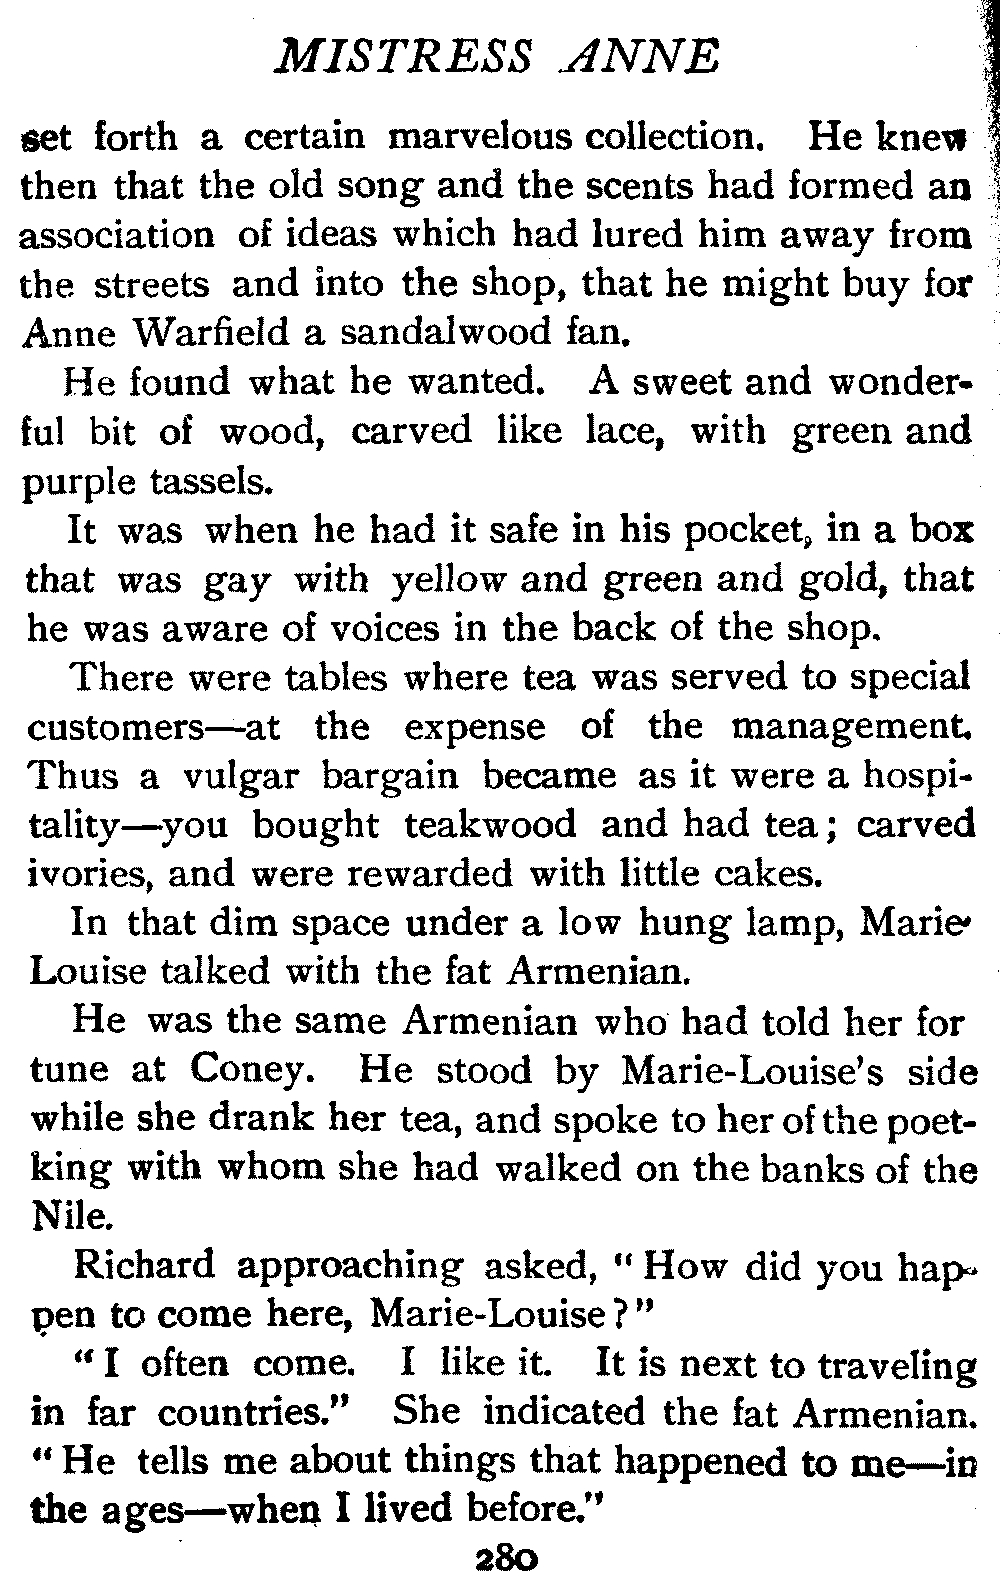 MISTRESS ANNE
set forth a certain marvelous collection. He knew
then that the old song and the scents had formed an
association of ideas which had lured him away from
the streets and into the shop, that he might buy for
Anne Warfield a sandalwood fan.
He found what he wanted. A sweet and wonder-
ful bit of wood, carved like lace, with green and
purple tassels.
It was when he had it safe in his pocket, in a box
that was gay with yellow and green and gold, that
he was aware of voices in the back of the shop.
There were tables where tea was served to special
customers—at the expense of the management.
Thus a vulgar bargain became as it were a hospi-
tality—you bought teakwood and had tea; carved
ivories, and were rewarded with little cakes.
In that dim space under a low hung lamp, Marie-
Louise talked with the fat Armenian.
He was the same Armenian who had told her for
tune at Coney. He stood by Marie-Louise's side
while she drank her tea, and spoke to her of the poet-
king with whom she had walked on the banks of the
Nile.
Richard approaching asked, "How did you hap-
pen to come here, Marie-Louise?"
"I often come. I like it. It is next to traveling
in far countries." She indicated the fat Armenian.
"He tells me about things that happened to me—in
the ages—when I lived before."
280